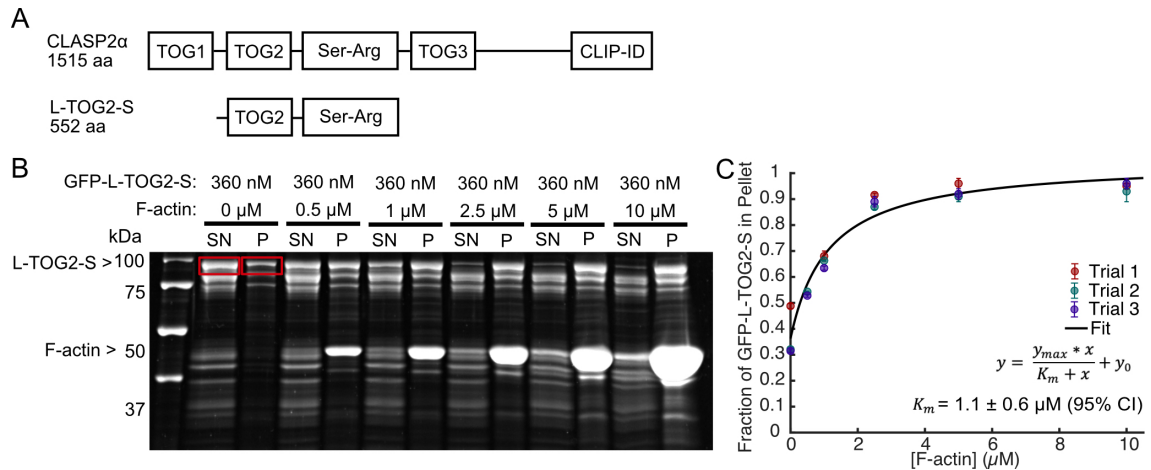 A
CLASP2α
1515 aa
TOG1 TOG2 Ser-Arg TOG3 CLIP-ID
L-TOG2-S
552 aa
TOG2 Ser-Arg
B
GFP-L-TOG2-S: 360 nM 360 nM 360 nM 360 nM 360 nM 360 nM
F-actin: 0 µM 0.5 µM 1 µM 2.5 µM 5 µM 10 µM
kDa SN P SN P SN P SN P SN P SN P
L-TOG2-S >100
75
F-actin > 50
37
C
Fraction of GFP-L-TOG2-S in Pellet
1
0.9
0.8
0.7
0.6
0.5
0.4
0.3
0.2
0.1
0
Trial 1
Trial 2
Trial 3
Fit
y = ymax * x / Km + x + y0
Km = 1.1 ± 0.6 µM (95% CI)
0 2 4 6 8 10
[F-actin] (µM)